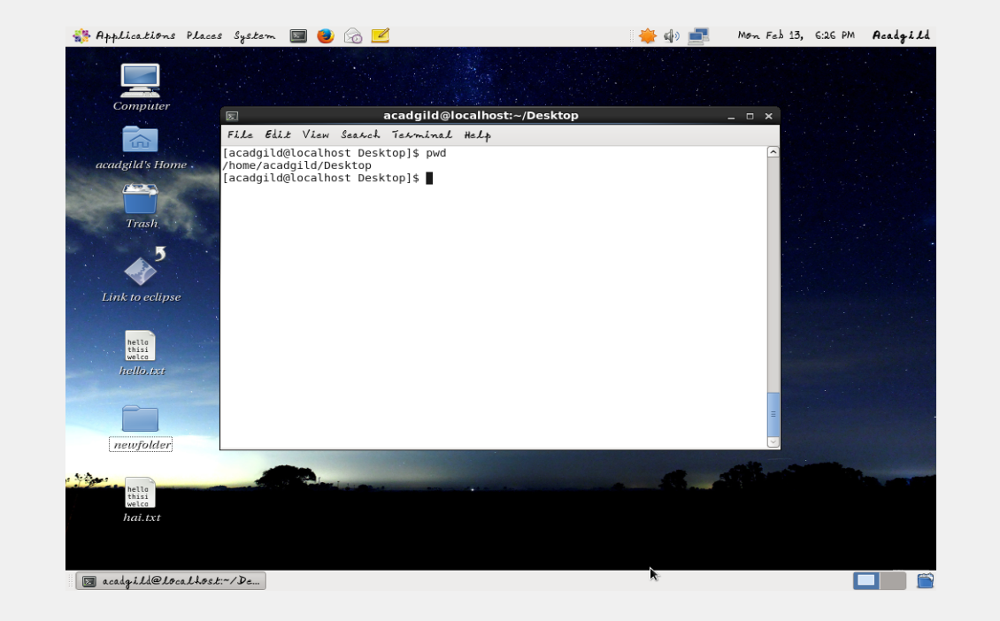 Applications Places System Mon Feb 13, 6:26 PM Acadgild
Computer
acadgild's Home
Trash
Link to eclipse
hello
thisi
welco
hello.txt
newfolder
hello
thisi
welco
hai.txt
acadgild@localhost:~/Desktop
File Edit View Search Terminal Help
[acadgild@localhost Desktop]$ pwd
/home/acadgild/Desktop
[acadgild@localhost Desktop]$
acadgild@localhost:~/De...